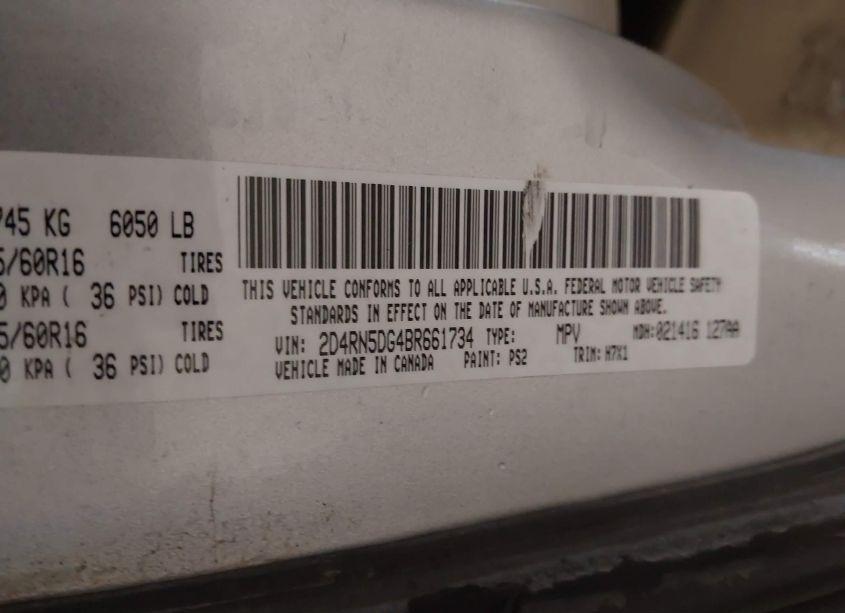 745 KG 6050 LB
5/60R16 TIRES
0 KPA ( 36 PSI) COLD
5/60R16 TIRES
0 KPA ( 36 PSI) COLD
THIS VEHICLE CONFORMS TO ALL APPLICABLE U.S.A. FEDERAL MOTOR VEHICLE SAFETY
STANDARDS IN EFFECT ON THE DATE OF MANUFACTURE SHOWN ABOVE.
VIN: 2D4RN5DG4BR661734 TYPE: MPV MDH: 021416 127AA
VEHICLE MADE IN CANADA PAINT: PS2 TRIM: H7X1